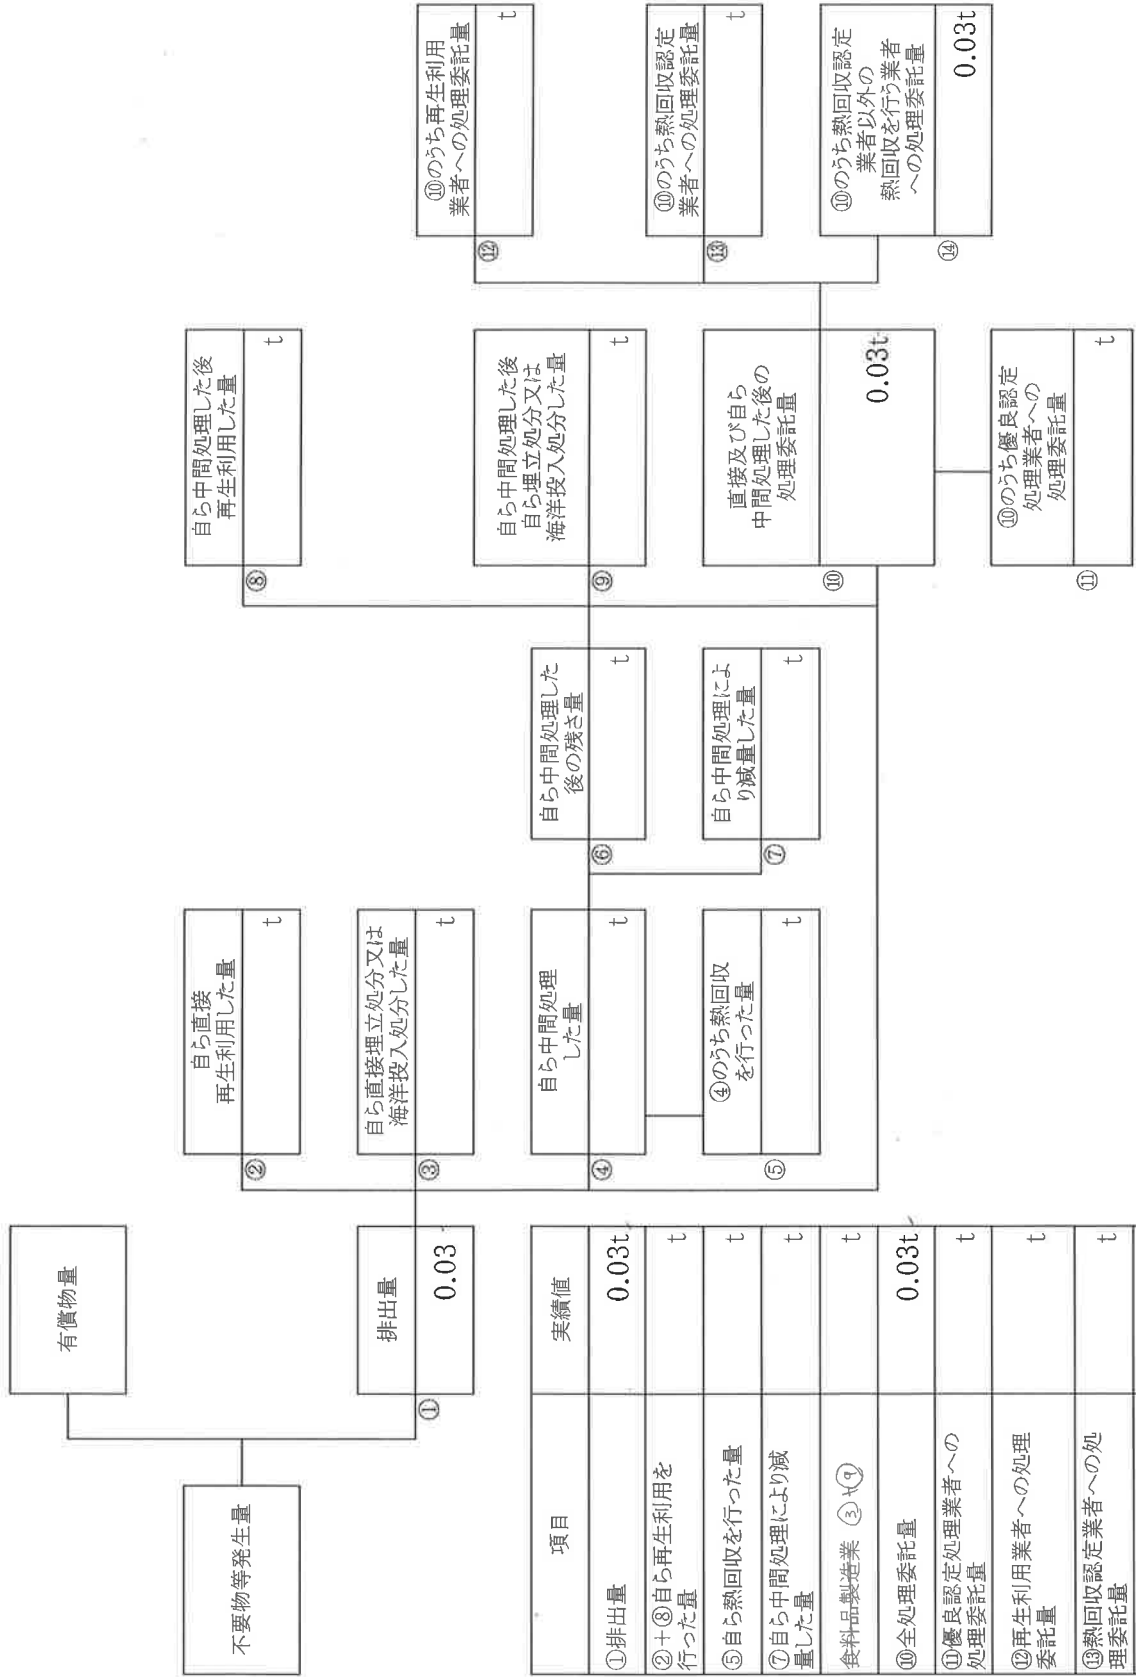 不要物等発生量
有償物量
①
排出量
0.03
②
自ら直接
再生利用した量
t
③
自ら直接埋立処分又は
海洋投入処分した量
t
④
自ら中間処理
した量
t
⑤
④のうち熱回収
を行った量
t
⑥
自ら中間処理した
後の残さ量
t
⑦
自ら中間処理によ
り減量した量
t
⑧
自ら中間処理した後
再生利用した量
t
⑨
自ら中間処理した後
自ら埋立処分又は
海洋投入処分した量
t
⑩
直接及び自ら
中間処理した後の
処理委託量
0.03t
⑪
⑩のうち優良認定
処理業者への
処理委託量
t
⑫
⑩のうち再生利用
業者への処理委託量
t
⑬
⑩のうち熱回収認定
業者への処理委託量
t
⑭
⑩のうち熱回収認定
業者以外の
熱回収を行う業者
への処理委託量
0.03t
項目 実績値
①排出量 0.03t
②+⑧自ら再生利用を
行った量 t
⑤自ら熱回収を行った量 t
⑦自ら中間処理により減
量した量 t
食料品製造業 ③+⑨ t
⑩全処理委託量 0.03t
⑪優良認定処理業者への
処理委託量 t
⑫再生利用業者への処理
委託量 t
⑬熱回収認定業者への処
理委託量 t